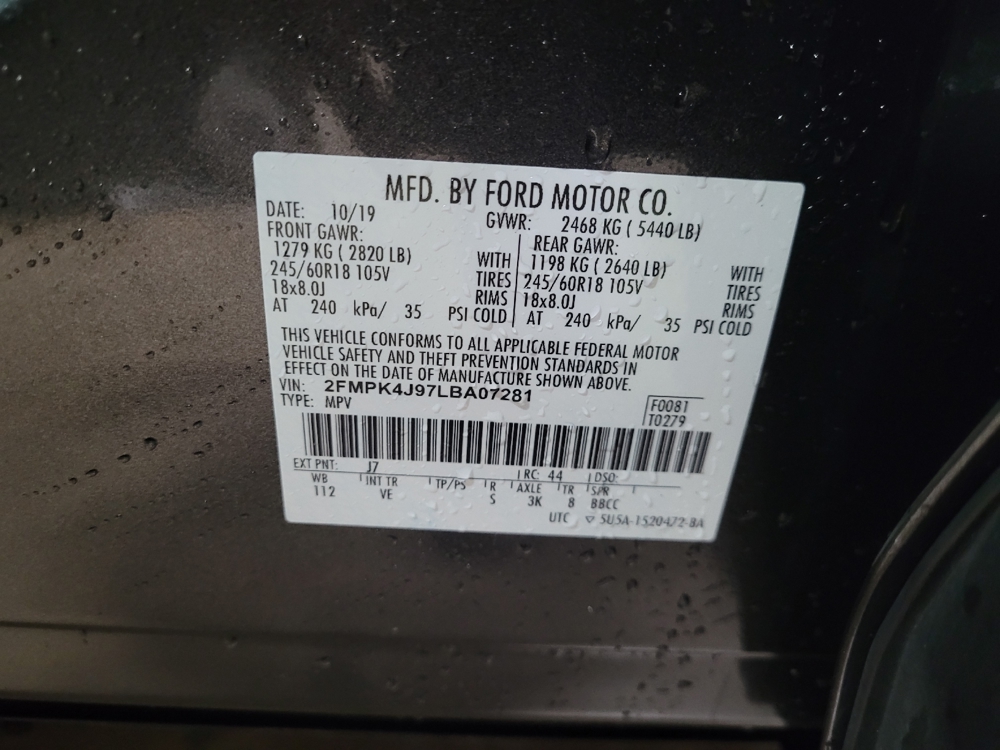 MFD. BY FORD MOTOR CO.
DATE: 10/19 GVWR: 2468 KG ( 5440 LB)
FRONT GAWR: REAR GAWR:
1279 KG ( 2820 LB) WITH 1198 KG ( 2640 LB) WITH
245/60R18 105V TIRES 245/60R18 105V TIRES
18x8.0J RIMS 18x8.0J RIMS
AT 240 kPa/ 35 PSI COLD AT 240 kPa/ 35 PSI COLD
THIS VEHICLE CONFORMS TO ALL APPLICABLE FEDERAL MOTOR
VEHICLE SAFETY AND THEFT PREVENTION STANDARDS IN
EFFECT ON THE DATE OF MANUFACTURE SHOWN ABOVE.
VIN: 2FMPK4J97LBA07281
TYPE: MPV F0081
T0279
EXT PNT: J7 RC: 44 DSO:
WB INT TR TP/PS R AXLE TR SPR
112 VE S 3K 8 BBCC
UTC ▽ 5U5A-1520472-BA